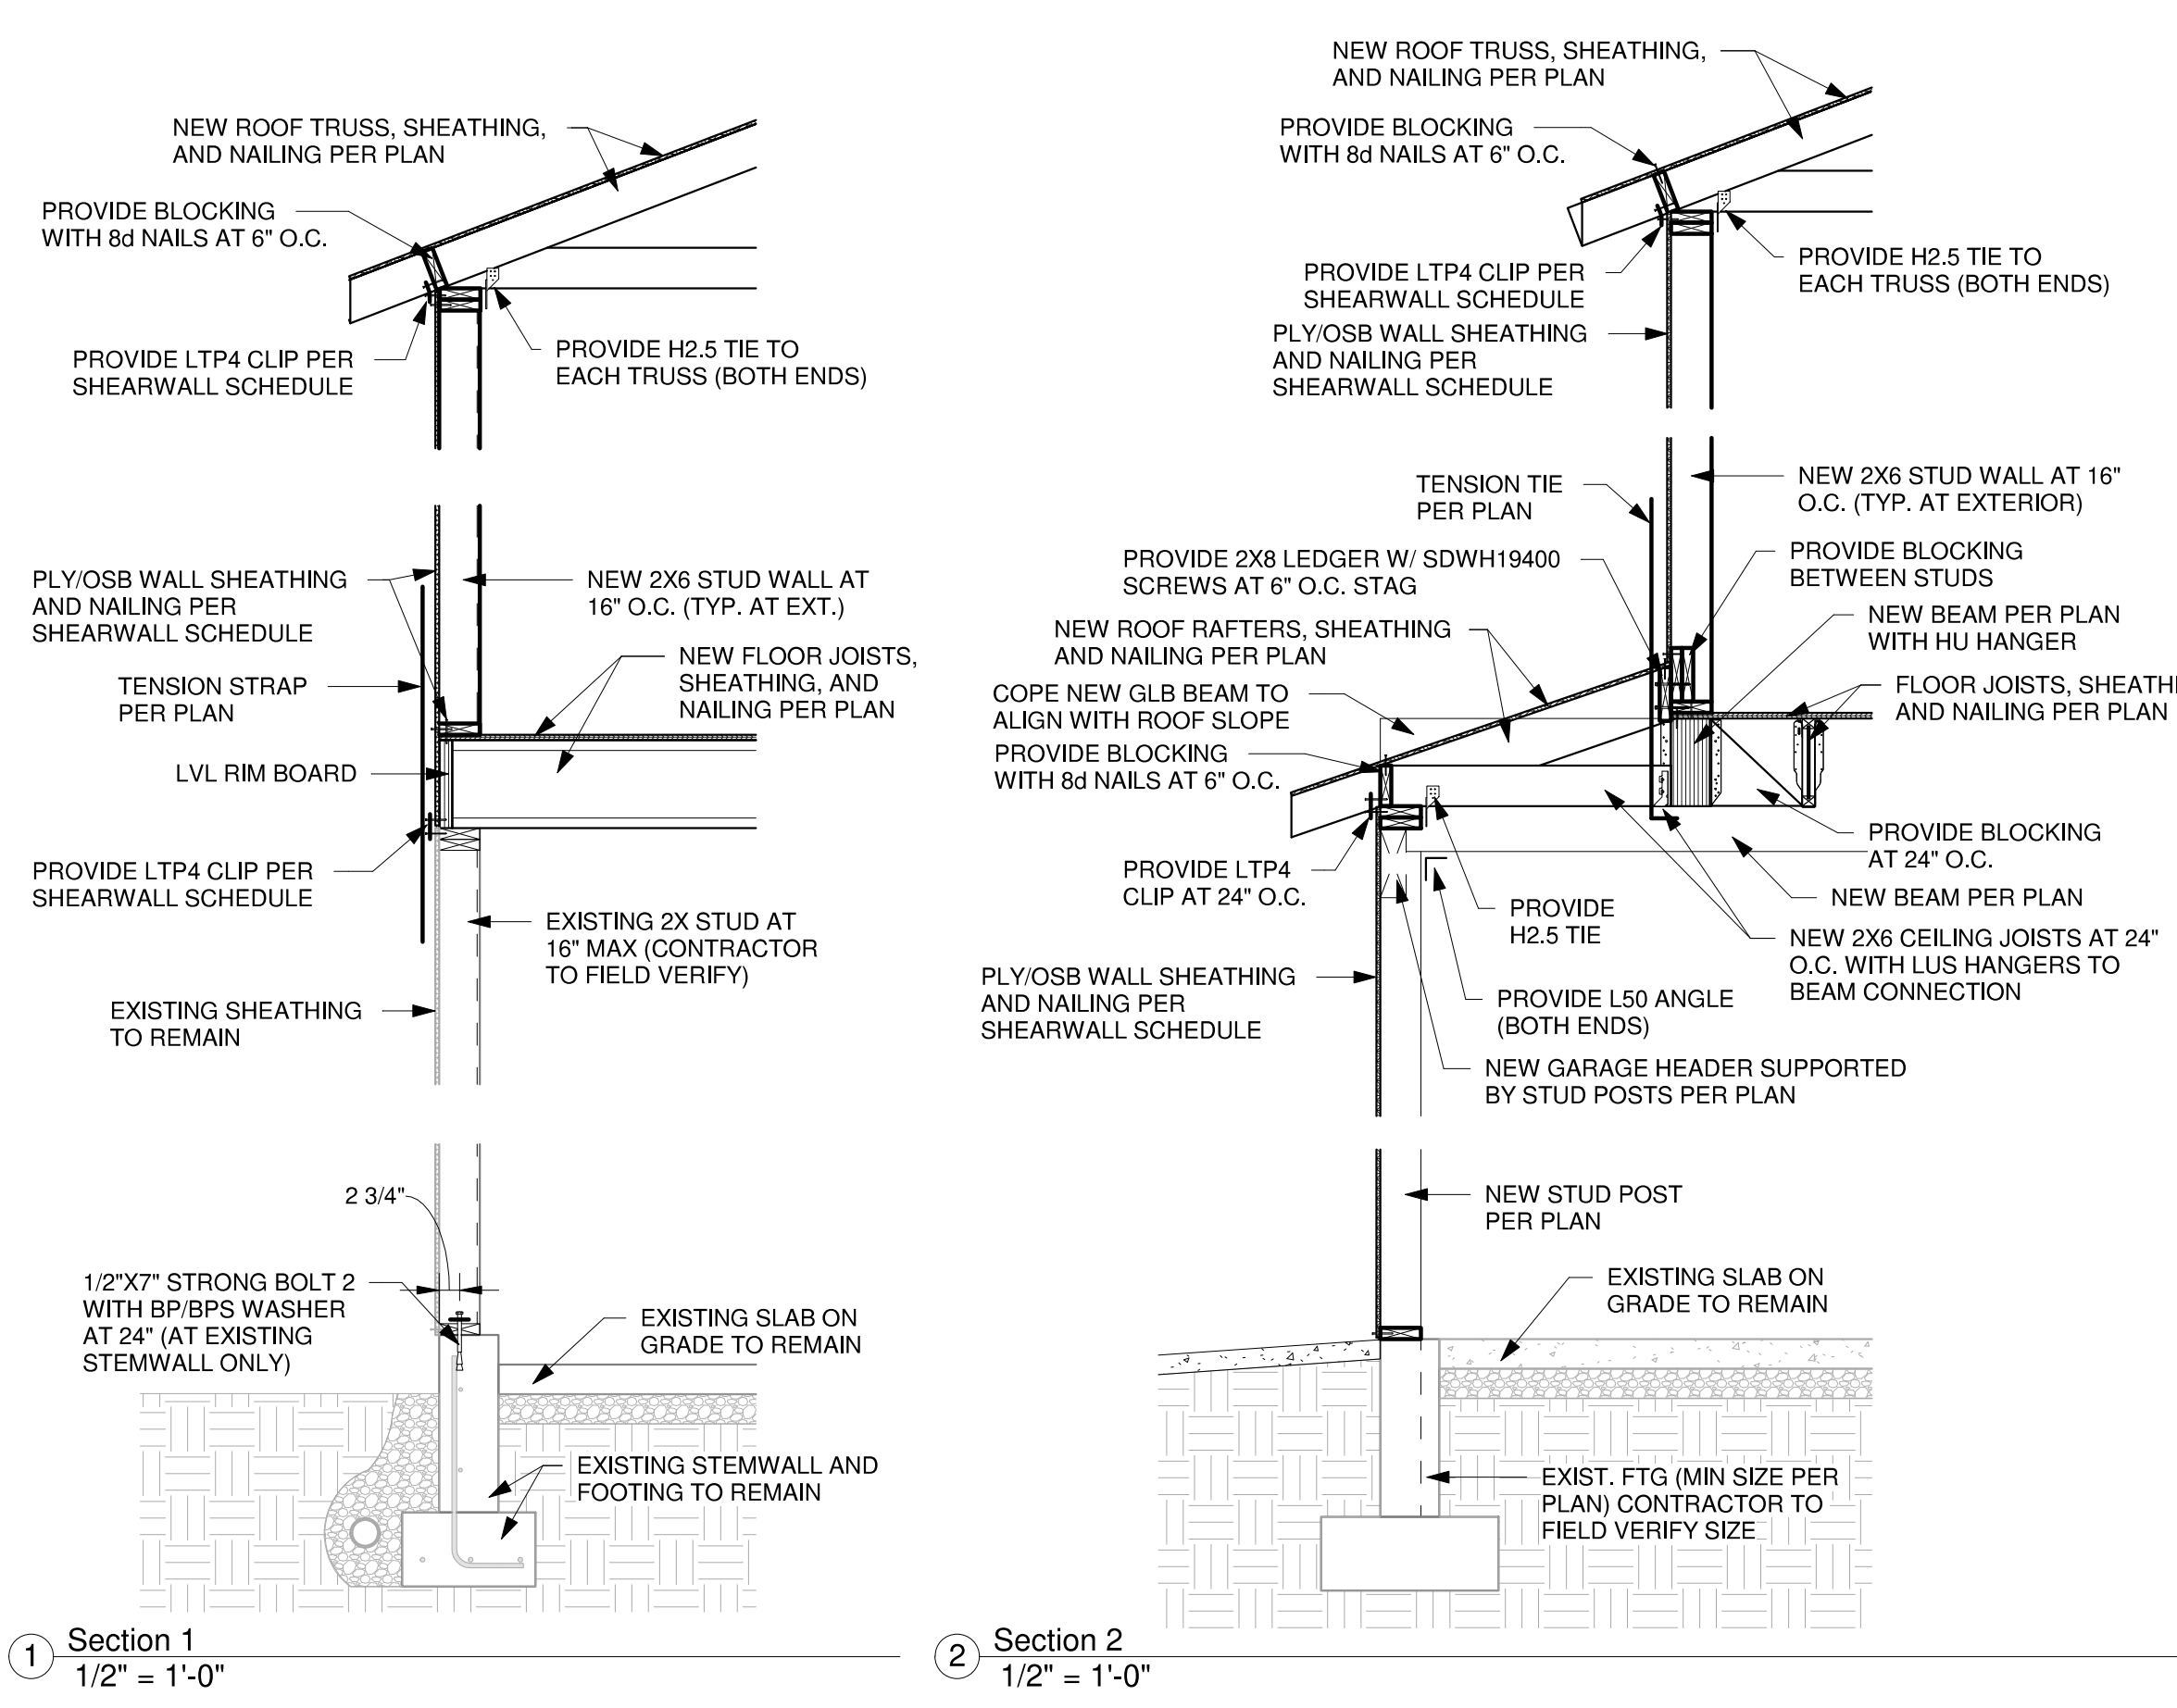 NEW ROOF TRUSS, SHEATHING,
AND NAILING PER PLAN
PROVIDE BLOCKING
WITH 8d NAILS AT 6" O.C.
PROVIDE LTP4 CLIP PER
SHEARWALL SCHEDULE
PROVIDE H2.5 TIE TO
EACH TRUSS (BOTH ENDS)
PLY/OSB WALL SHEATHING
AND NAILING PER
SHEARWALL SCHEDULE
NEW 2X6 STUD WALL AT
16" O.C. (TYP. AT EXT.)
TENSION STRAP
PER PLAN
NEW FLOOR JOISTS,
SHEATHING, AND
NAILING PER PLAN
LVL RIM BOARD
PROVIDE LTP4 CLIP PER
SHEARWALL SCHEDULE
EXISTING 2X STUD AT
16" MAX (CONTRACTOR
TO FIELD VERIFY)
EXISTING SHEATHING
TO REMAIN
2 3/4"
1/2"X7" STRONG BOLT 2
WITH BP/BPS WASHER
AT 24" (AT EXISTING
STEMWALL ONLY)
EXISTING SLAB ON
GRADE TO REMAIN
EXISTING STEMWALL AND
FOOTING TO REMAIN
1
Section 1
1/2" = 1'-0"
NEW ROOF TRUSS, SHEATHING,
AND NAILING PER PLAN
PROVIDE BLOCKING
WITH 8d NAILS AT 6" O.C.
PROVIDE LTP4 CLIP PER
SHEARWALL SCHEDULE
PROVIDE H2.5 TIE TO
EACH TRUSS (BOTH ENDS)
PLY/OSB WALL SHEATHING
AND NAILING PER
SHEARWALL SCHEDULE
TENSION TIE
PER PLAN
NEW 2X6 STUD WALL AT 16"
O.C. (TYP. AT EXTERIOR)
PROVIDE 2X8 LEDGER W/ SDWH19400
SCREWS AT 6" O.C. STAG
PROVIDE BLOCKING
BETWEEN STUDS
NEW ROOF RAFTERS, SHEATHING
AND NAILING PER PLAN
NEW BEAM PER PLAN
WITH HU HANGER
COPE NEW GLB BEAM TO
ALIGN WITH ROOF SLOPE
FLOOR JOISTS, SHEATHI
AND NAILING PER PLAN
PROVIDE BLOCKING
WITH 8d NAILS AT 6" O.C.
PROVIDE LTP4
CLIP AT 24" O.C.
PROVIDE BLOCKING
AT 24" O.C.
NEW BEAM PER PLAN
PROVIDE
H2.5 TIE
NEW 2X6 CEILING JOISTS AT 24"
O.C. WITH LUS HANGERS TO
BEAM CONNECTION
PLY/OSB WALL SHEATHING
AND NAILING PER
SHEARWALL SCHEDULE
PROVIDE L50 ANGLE
(BOTH ENDS)
NEW GARAGE HEADER SUPPORTED
BY STUD POSTS PER PLAN
NEW STUD POST
PER PLAN
EXISTING SLAB ON
GRADE TO REMAIN
EXIST. FTG (MIN SIZE PER
PLAN) CONTRACTOR TO
FIELD VERIFY SIZE
2
Section 2
1/2" = 1'-0"